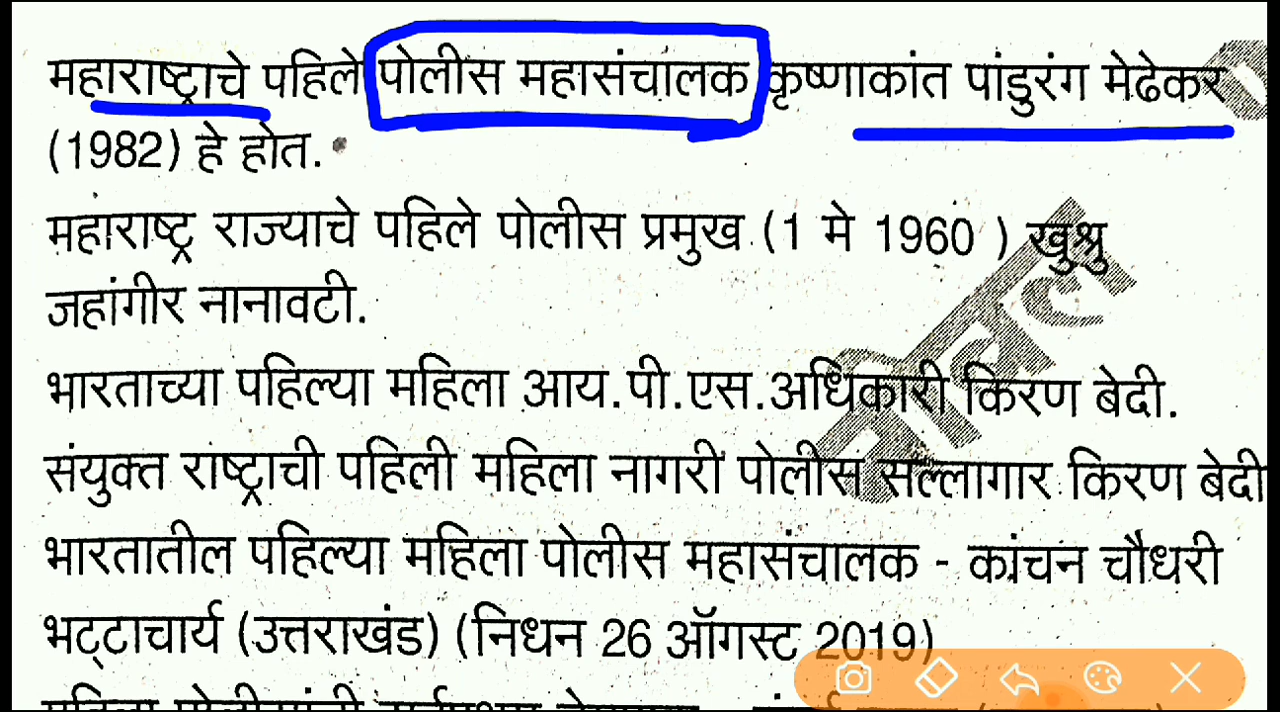 महाराष्ट्राचे पहिले पोलीस महासंचालक कृष्णाकांत पांडुरंग मेढेकर
(1982) हे होत.
महाराष्ट्र राज्याचे पहिले पोलीस प्रमुख (1 मे 1960 ) खुश्रु
जहांगीर नानावटी.
भारताच्या पहिल्या महिला आय.पी.एस.अधिकारी किरण बेदी.
संयुक्त राष्ट्राची पहिली महिला नागरी पोलीस सल्लागार किरण बेदी
भारतातील पहिल्या महिला पोलीस महासंचालक - कांचन चौधरी
भट्टाचार्य (उत्तराखंड) (निधन 26 ऑगस्ट 2019)